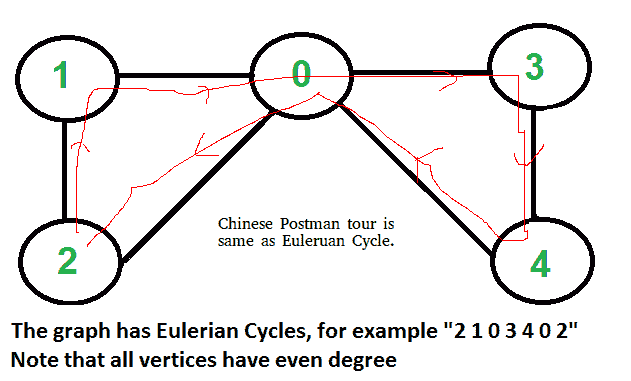 1
0
3
2
4
Chinese Postman tour is
same as Euleruan Cycle.
The graph has Eulerian Cycles, for example "2 1 0 3 4 0 2"
Note that all vertices have even degree